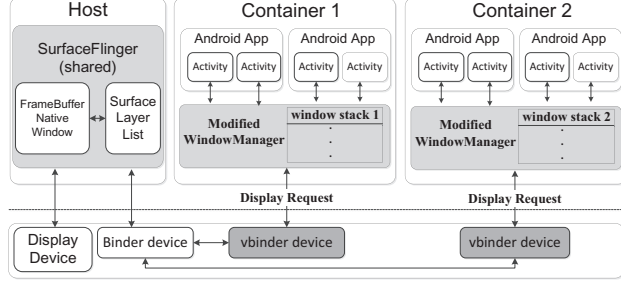 Host
SurfaceFlinger
(shared)
FrameBuffer
Native
Window
Surface
Layer
List
Container 1
Android App
Android App
Activity
Activity
Activity
Activity
Modified
WindowManager
window stack 1
.
.
.
Display Request
Container 2
Android App
Android App
Activity
Activity
Activity
Activity
Modified
WindowManager
window stack 2
.
.
.
Display Request
Display
Device
Binder device
vbinder device
vbinder device